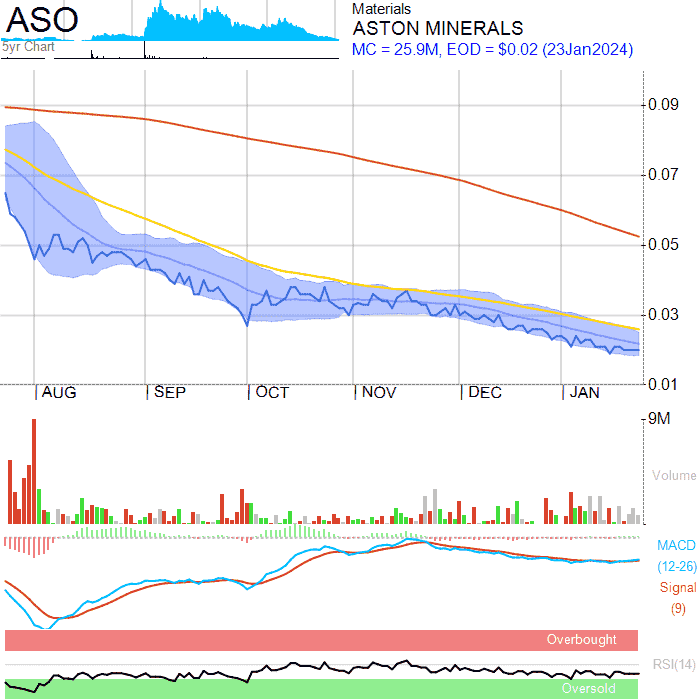 ASO
5yr Chart
Materials
ASTON MINERALS
MC = 25.9M, EOD = $0.02 (23Jan2024)
0.09
0.07
0.05
0.03
0.01
AUG SEP OCT NOV DEC JAN
9M
Volume
MACD
(12-26)
Signal
(9)
Overbought
RSI(14)
Oversold